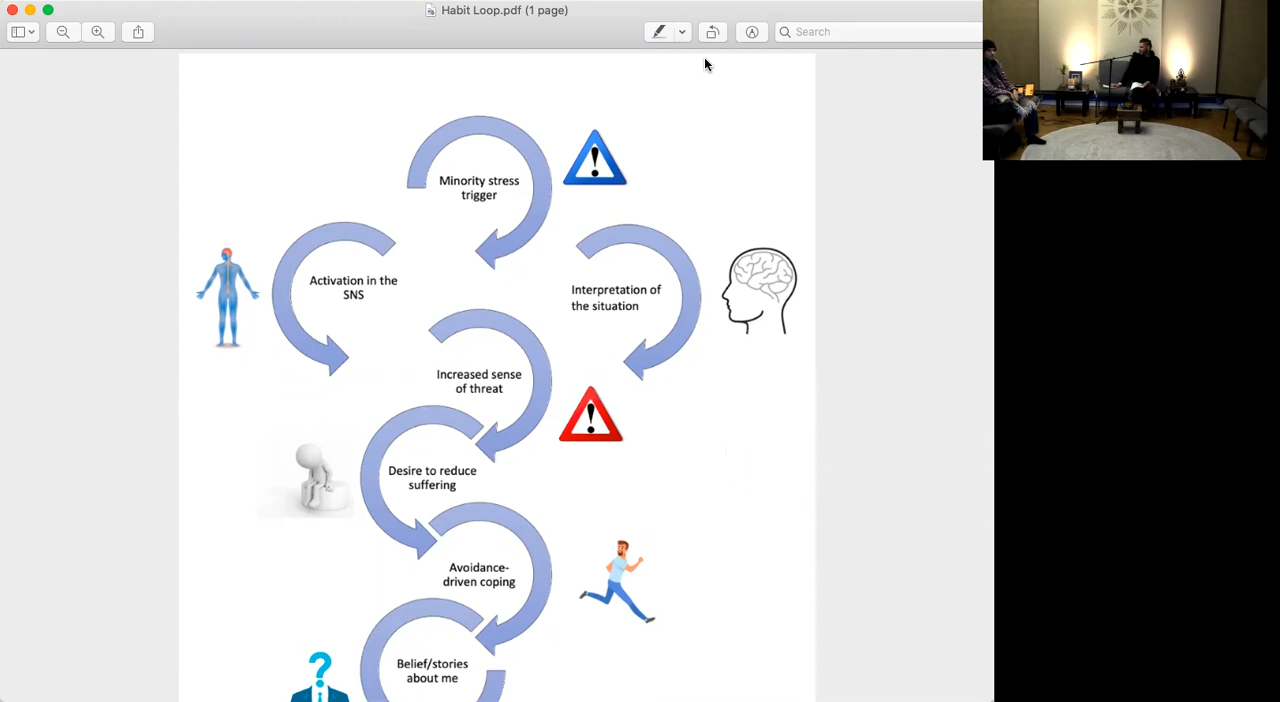 Habit Loop.pdf (1 page)
Search
Minority stress
trigger
Activation in the
SNS
Interpretation of
the situation
Increased sense
of threat
Desire to reduce
suffering
Avoidance-
driven coping
Belief/stories
about me